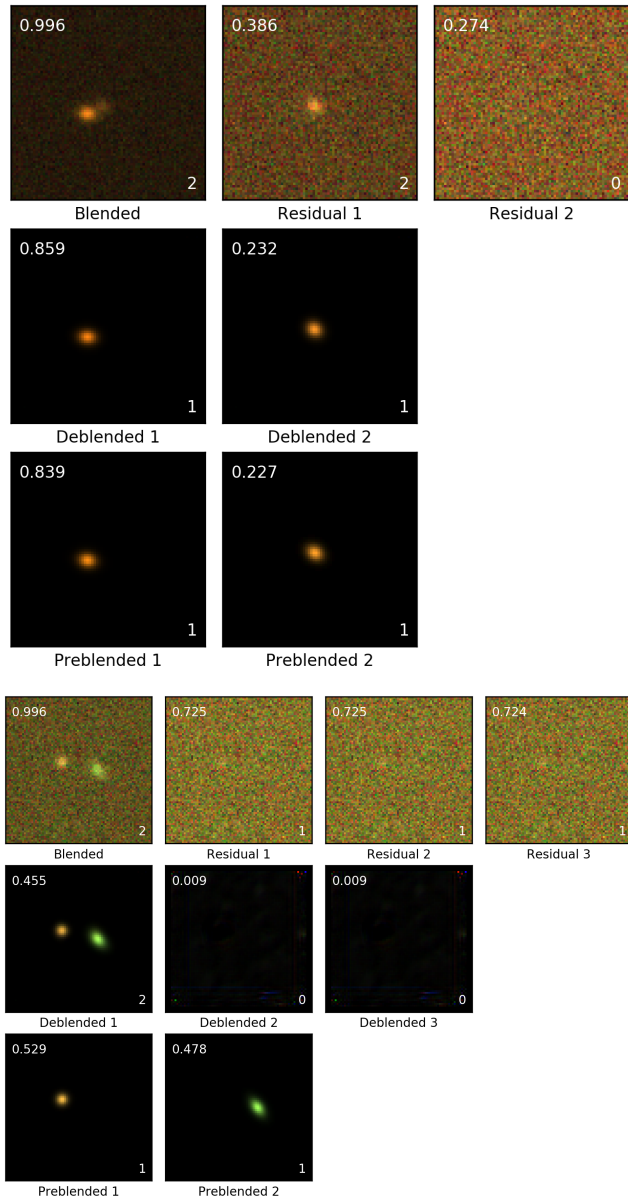 0.996 0.386 0.274
2 2 0
Blended Residual 1 Residual 2
0.859 0.232
1 1
Deblended 1 Deblended 2
0.839 0.227
1 1
Preblended 1 Preblended 2
0.996 0.725 0.725 0.724
2 1 1 1
Blended Residual 1 Residual 2 Residual 3
0.455 0.009 0.009
2 0 0
Deblended 1 Deblended 2 Deblended 3
0.529 0.478
1 1
Preblended 1 Preblended 2